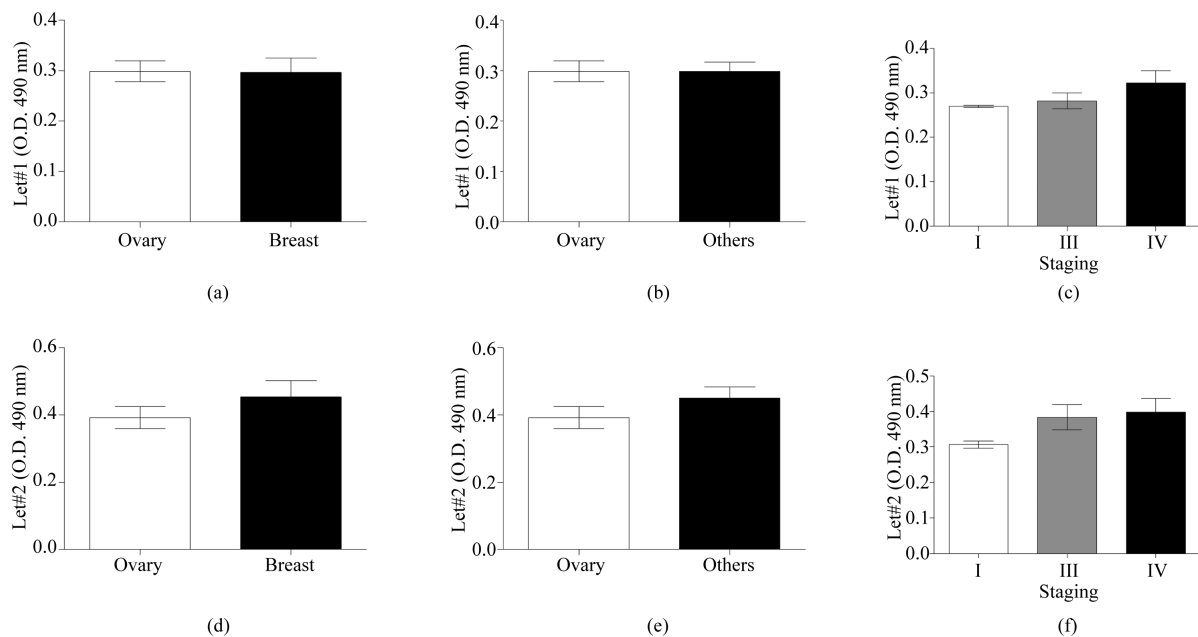 Let#1 (O.D. 490 nm)
0.4
0.3
0.2
0.1
0.0
Ovary Breast
(a)
Let#1 (O.D. 490 nm)
0.4
0.3
0.2
0.1
0.0
Ovary Others
(b)
Let#1 (O.D. 490 nm)
0.4
0.3
0.2
0.1
0.0
I III IV
Staging
(c)
Let#2 (O.D. 490 nm)
0.6
0.4
0.2
0.0
Ovary Breast
(d)
Let#2 (O.D. 490 nm)
0.6
0.4
0.2
0.0
Ovary Others
(e)
Let#2 (O.D. 490 nm)
0.5
0.4
0.3
0.2
0.1
0.0
I III IV
Staging
(f)